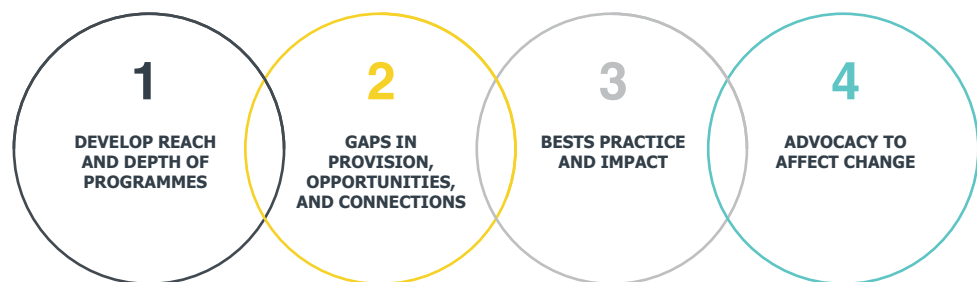 1
DEVELOP REACH
AND DEPTH OF
PROGRAMMES
2
GAPS IN
PROVISION,
OPPORTUNITIES,
AND CONNECTIONS
3
BESTS PRACTICE
AND IMPACT
4
ADVOCACY TO
AFFECT CHANGE